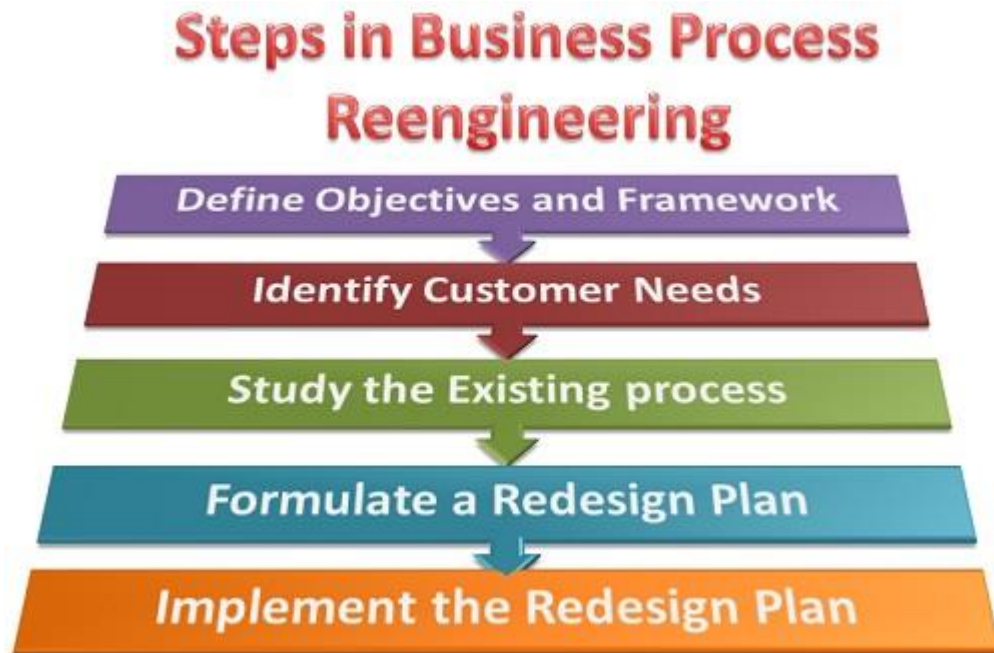 Steps in Business Process
Reengineering
Define Objectives and Framework
Identify Customer Needs
Study the Existing process
Formulate a Redesign Plan
Implement the Redesign Plan